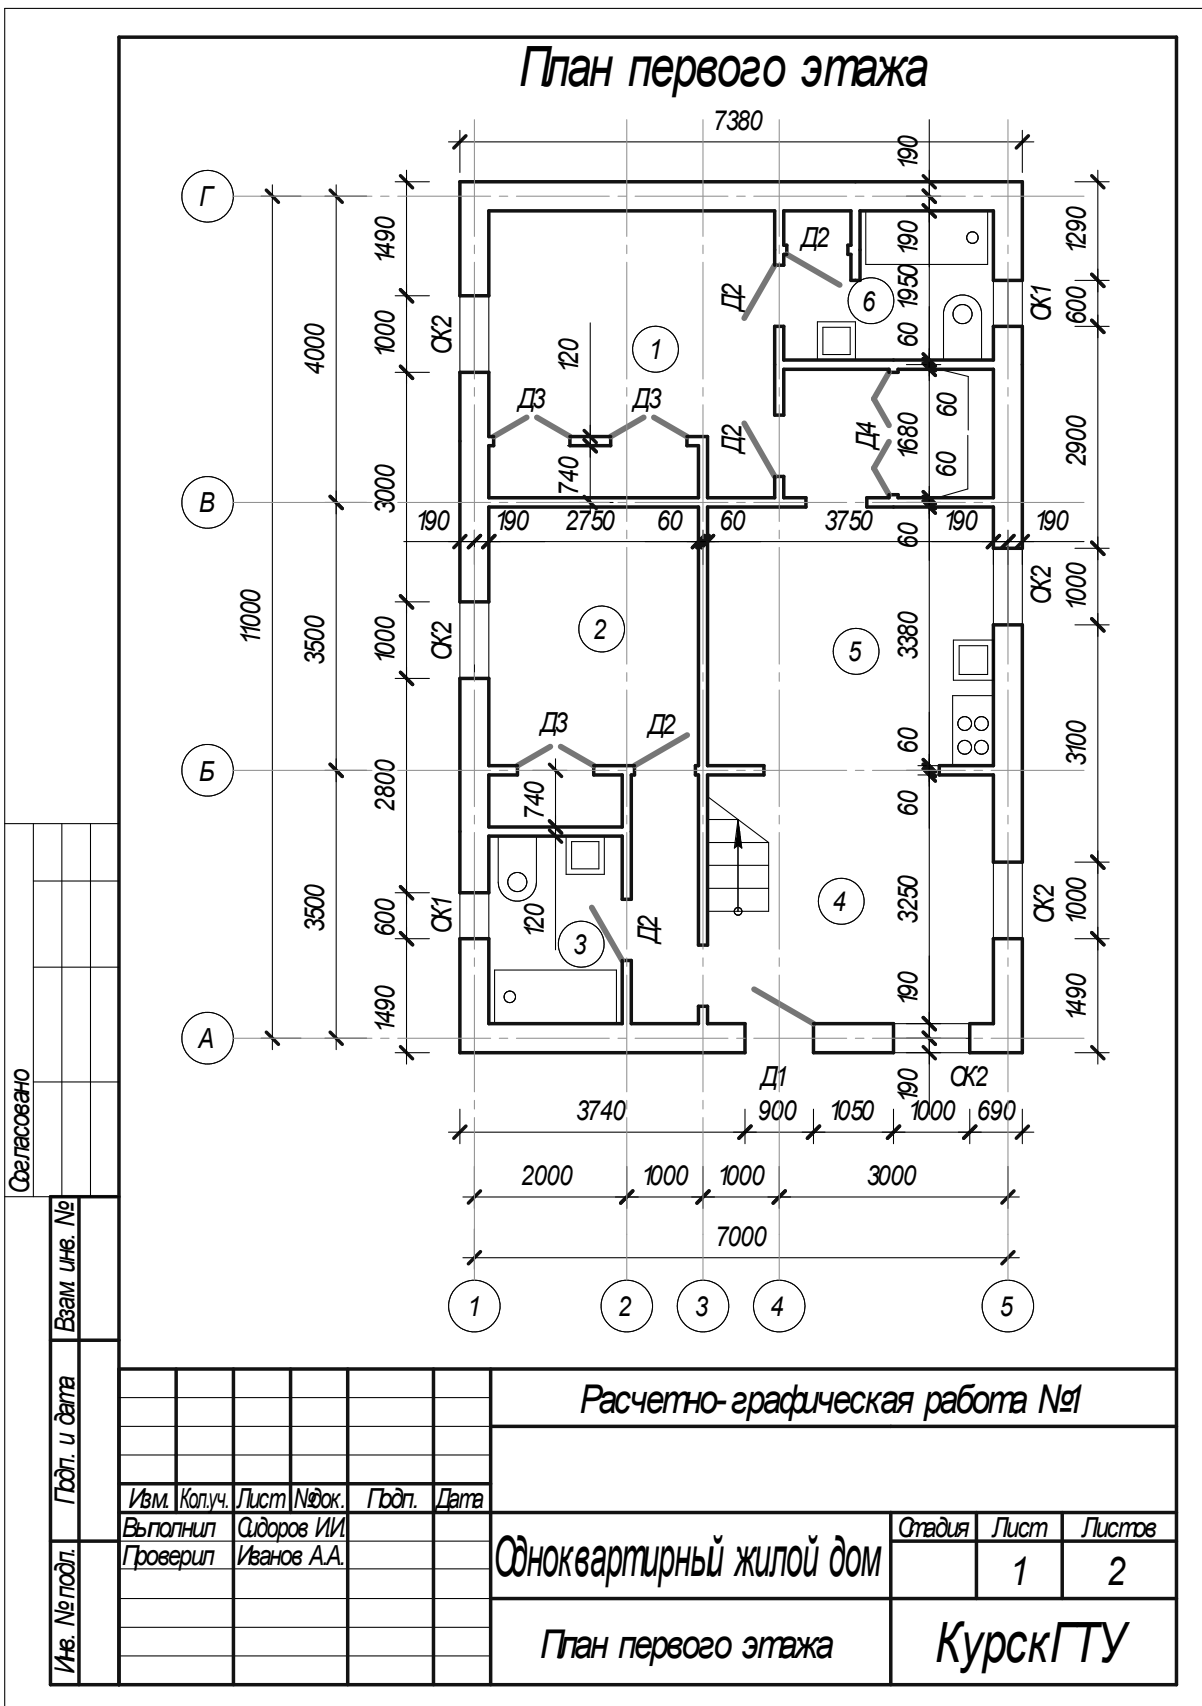 План первого этажа
7380
190
Г
1490
190
1290
Д2
6
1950
СК1
600
Д2
4000
1000
СК2
120
1
60
Д3
Д3
Д2
Д4
1680
60
60
2900
740
В
3000
190
190
2750
60
60
3750
60
190
190
11000
3500
1000
СК2
2
5
3380
СК2
1000
Д3
Д2
60
3100
Б
2800
740
60
3500
600
СК1
120
3
Д2
4
3250
СК2
1000
1490
190
1490
А
Д1
190
СК2
3740
900
1050
1000
690
2000
1000
1000
3000
7000
1
2
3
4
5
Согласовано
Взам. инв. №
Подп. и дата
Инв. № подл.
Расчетно-графическая работа №1
Изм.
Кол.уч.
Лист
№док.
Подп.
Дата
Выполнил
Сидоров И.И.
Проверил
Иванов А.А.
Одноквартирный жилой дом
Стадия
Лист
Листов
1
2
План первого этажа
КурскГТУ